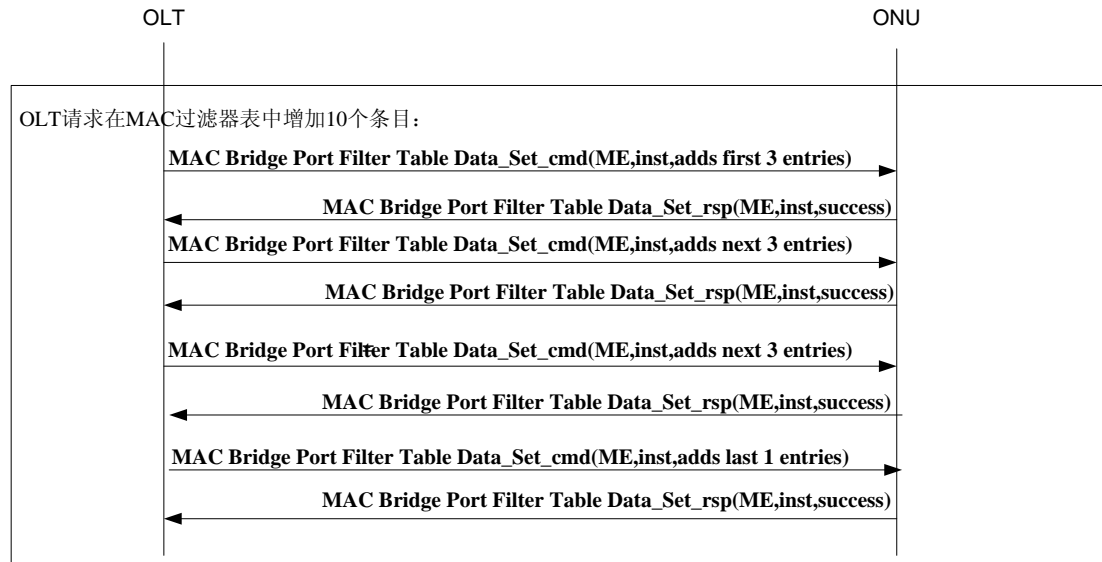 OLT
ONU
OLT请求在MAC过滤器表中增加10个条目：
MAC Bridge Port Filter Table Data_Set_cmd(ME,inst,adds first 3 entries)
MAC Bridge Port Filter Table Data_Set_rsp(ME,inst,success)
MAC Bridge Port Filter Table Data_Set_cmd(ME,inst,adds next 3 entries)
MAC Bridge Port Filter Table Data_Set_rsp(ME,inst,success)
MAC Bridge Port Filter Table Data_Set_cmd(ME,inst,adds next 3 entries)
MAC Bridge Port Filter Table Data_Set_rsp(ME,inst,success)
MAC Bridge Port Filter Table Data_Set_cmd(ME,inst,adds last 1 entries)
MAC Bridge Port Filter Table Data_Set_rsp(ME,inst,success)